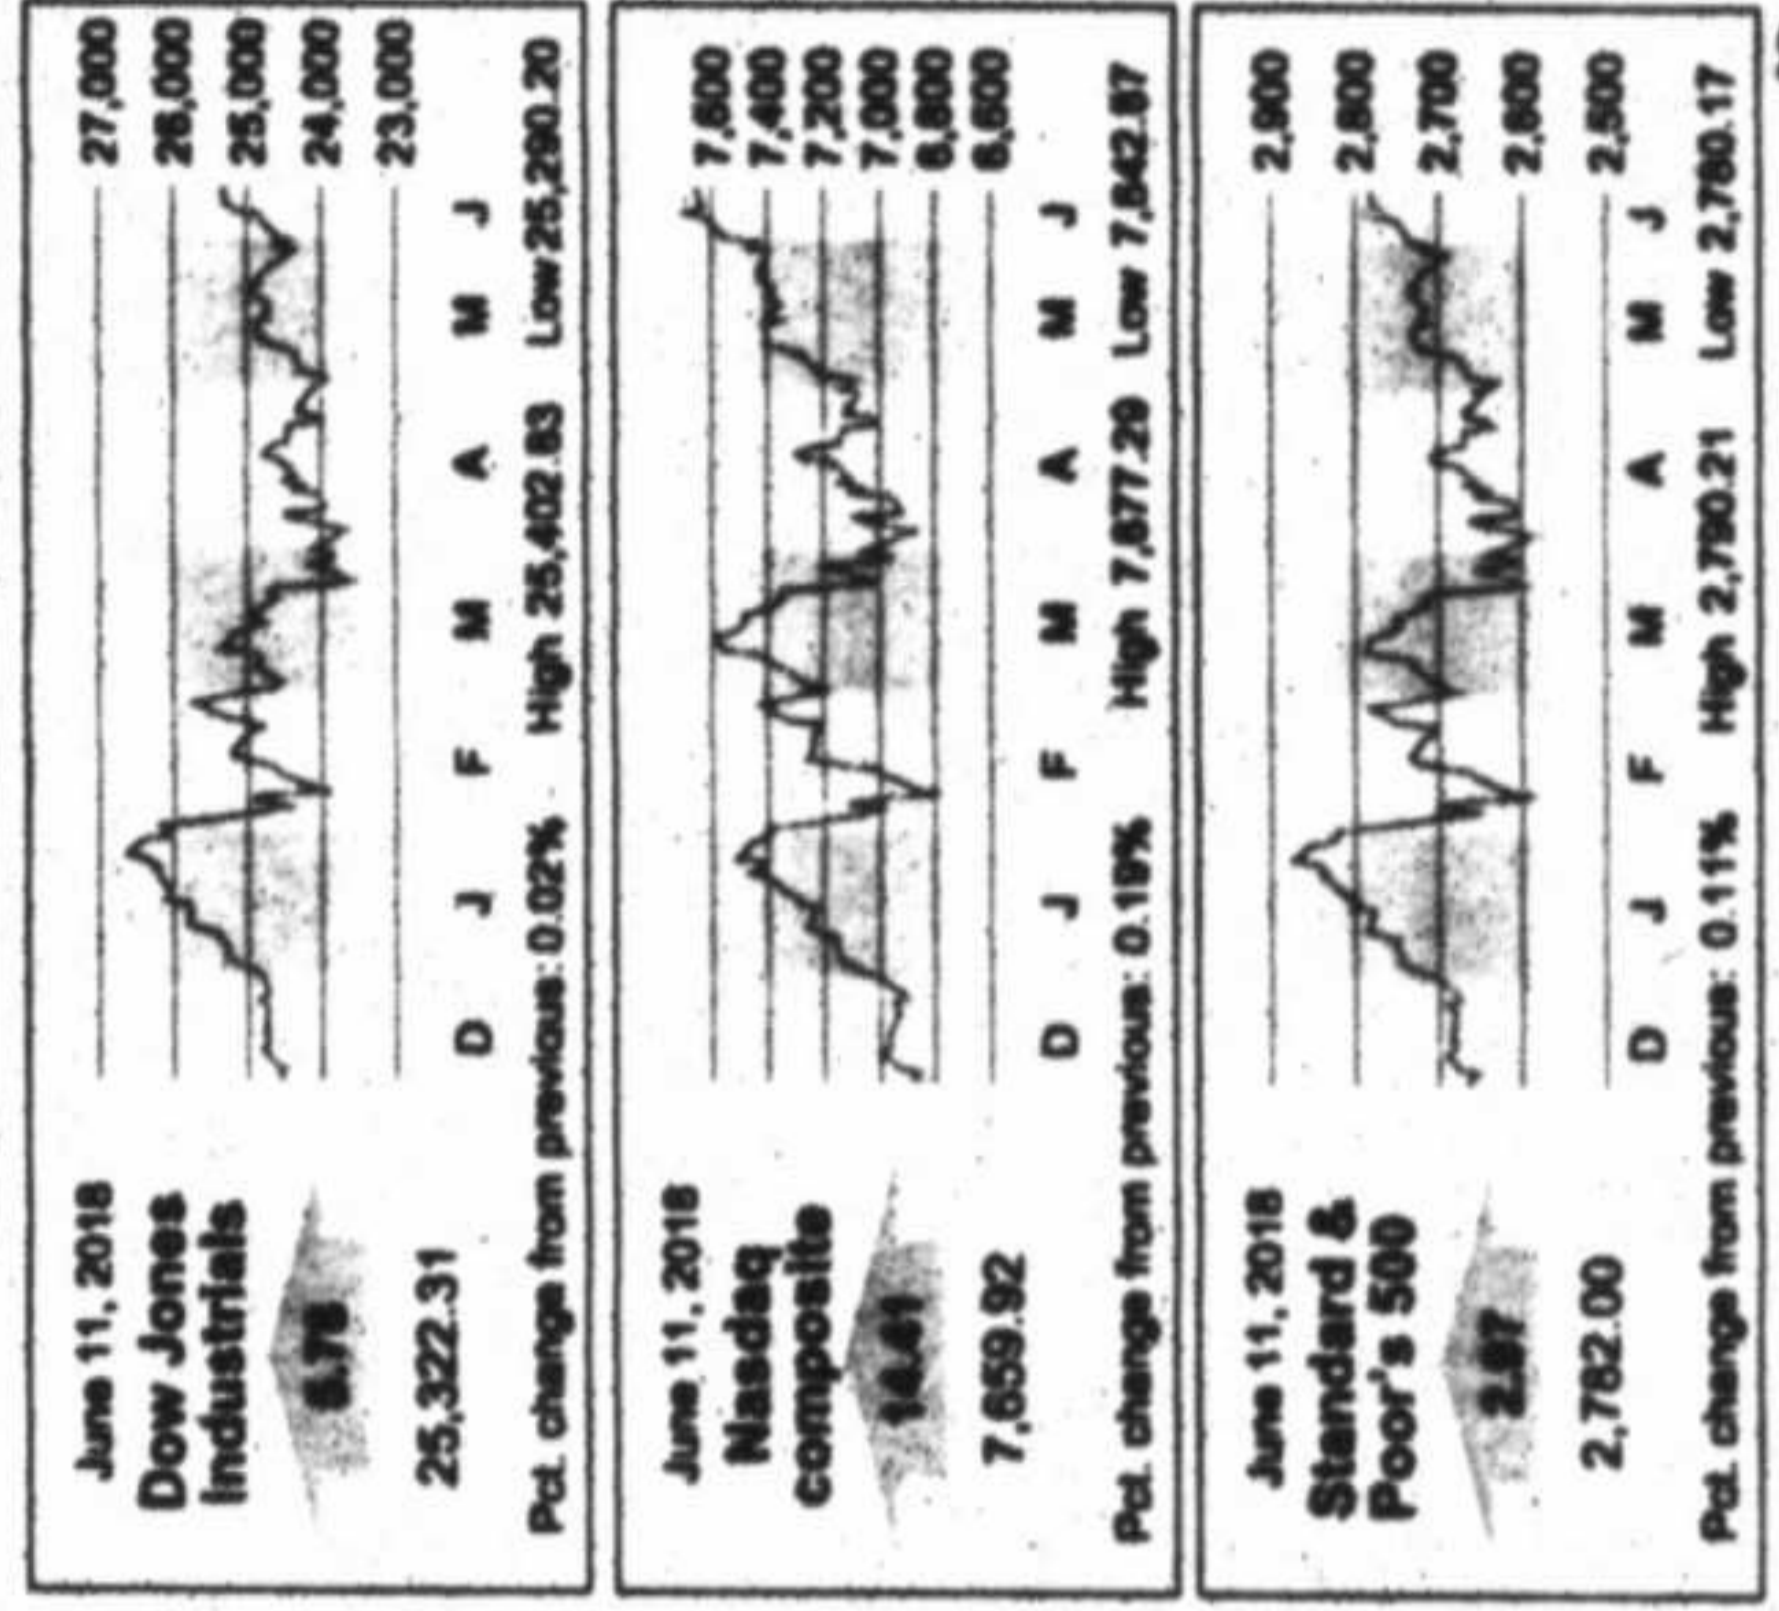 June 11, 2018
Dow Jones
Industrials
5.78
25,322.31
27,000
26,000
25,000
24,000
23,000
D J F M A M J
Pct. change from previous: 0.02% High 25,402.83 Low 25,290.20
June 11, 2018
Nasdaq
composite
14.41
7,659.92
7,600
7,400
7,200
7,000
6,800
6,600
D J F M A M J
Pct. change from previous: 0.19% High 7,677.29 Low 7,642.87
June 11, 2018
Standard &
Poor's 500
2.97
2,782.00
2,900
2,800
2,700
2,600
2,500
D J F M A M J
Pct. change from previous: 0.11% High 2,790.21 Low 2,780.17